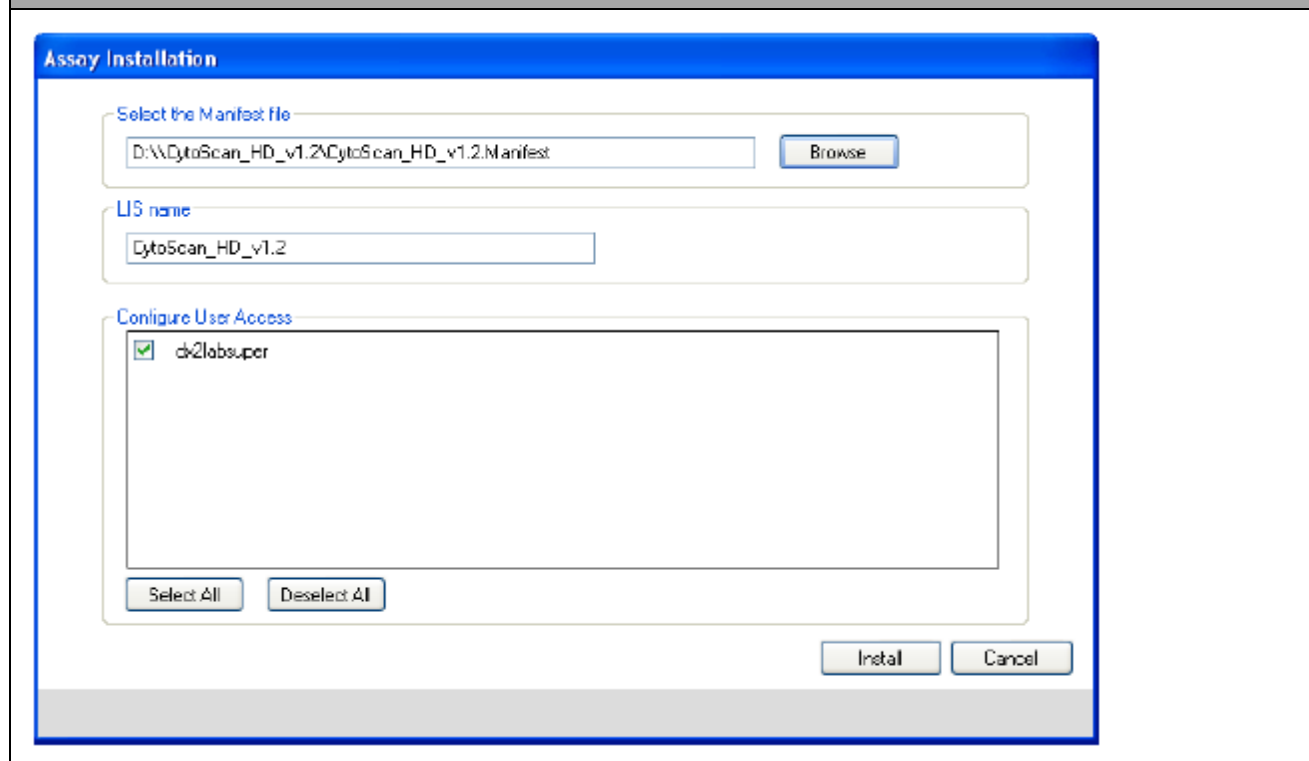 Assay Installation
Select the Manifest file
D:\\CytoScan_HD_v1.2\CytoScan_HD_v1.2.Manifest
Browse
LIS name
CytoScan_HD_v1.2
Configure User Access
dx2labsuper
Select All
Deselect All
Install
Cancel